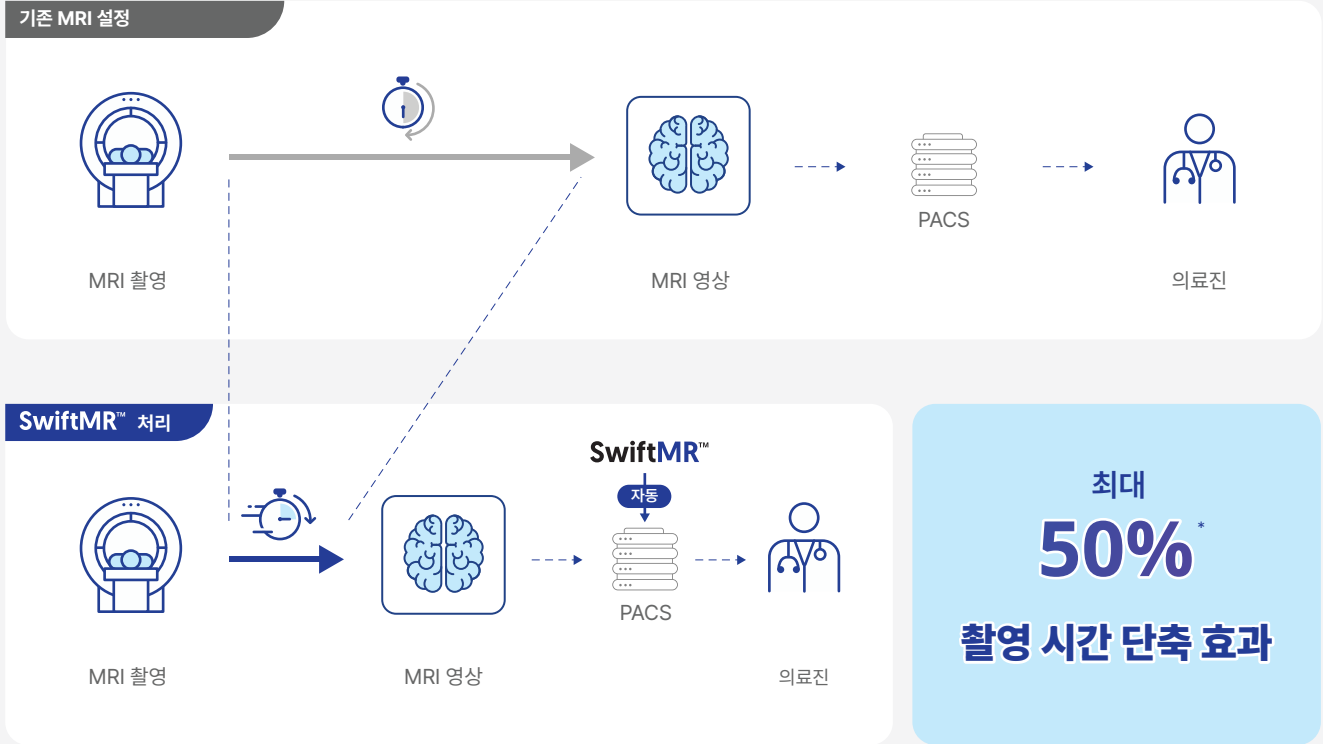 기존 MRI 설정
MRI 촬영
MRI 영상
PACS
의료진
SwiftMR™ 처리
MRI 촬영
MRI 영상
SwiftMR™
자동
PACS
의료진
최대
50%*
촬영 시간 단축 효과